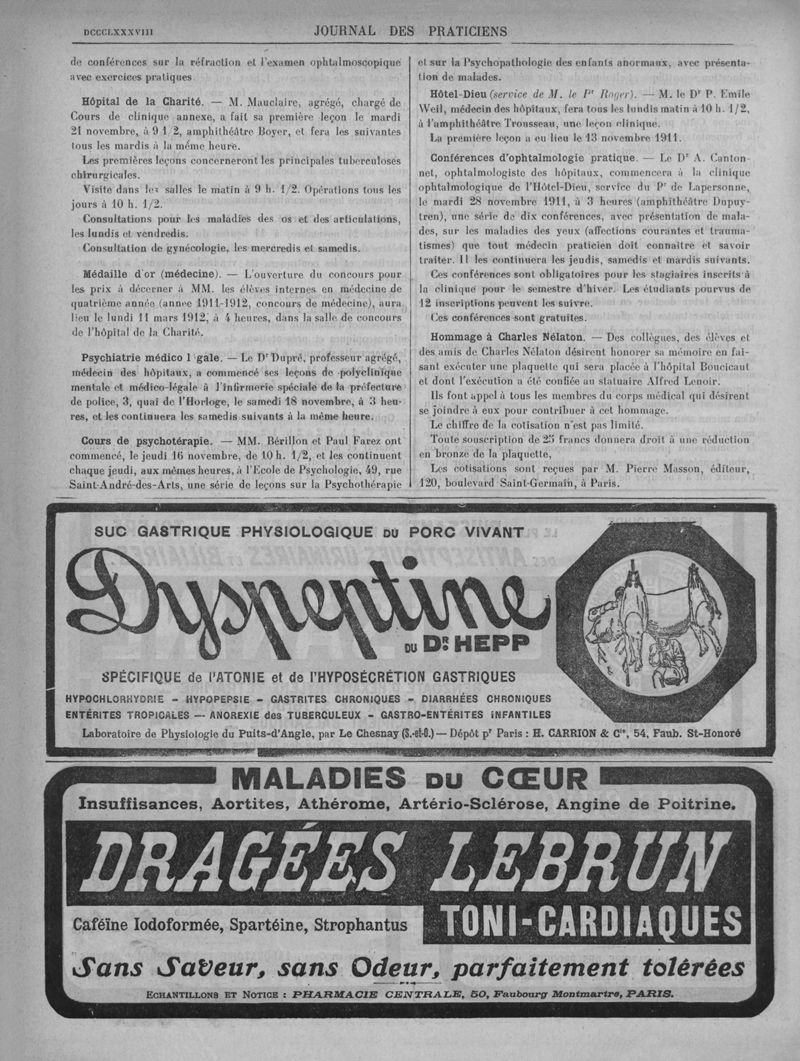 DCCCLXXXVIII
JOURNAL DES PRATICIENS
de conférences sur la réfraction et l'examen ophtalmoscopique
avec exercices pratiques
Hôpital de la Charité. — M. Mauclaire, agrégé, chargé de
Cours de clinique annexe, a fait sa première leçon le mardi
21 novembre, à 9 1/2, amphithéâtre Boyer, et fera les suivantes
tous les mardis à la même heure.
Les premières leçons concerneront les principales tuberculoses
chirurgicales.
Visite dans les salles le matin à 9 h. 1/2. Opérations tous les
jours à 10 h. 1/2.
Consultations pour les maladies des os et des articulations,
les lundis et vendredis.
Consultation de gynécologie, les mercredis et samedis.
Médaille d'or (médecine). — L'ouverture du concours pour
les prix à décerner à MM. les élèves internes en médecine de
quatrième année (année 1911-1912, concours de médecine), aura
lieu le lundi 11 mars 1912, à 4 heures, dans la salle de concours
de l'hôpital de la Charité.
Psychiatrie médico l gale. — Le Dr Dupré, professeur agrégé,
médecin des hôpitaux, a commencé ses leçons de polyclinique
mentale et médico-légale à l'infirmerie spéciale de la préfecture
de police, 3, quai de l'Horloge, le samedi 18 novembre, à 3 heu-
res, et les continuera les samedis suivants à la même heure.
Cours de psychotérapie. — MM. Bérillon et Paul Farez ont
commencé, le jeudi 16 novembre, de 10 h. 1/2, et les continuent
chaque jeudi, aux mêmes heures, à l'Ecole de Psychologie, 49, rue
Saint-André-des-Arts, une série de leçons sur la Psychothérapie
et sur la Psychopathologie des enfants anormaux, avec présenta-
tion de malades.
Hôtel-Dieu (service de M. le Pr Roger). — M. le Dr P. Emile
Weil, médecin des hôpitaux, fera tous les lundis matin à 10 h. 1/2,
à l'amphithéâtre Trousseau, une leçon clinique.
La première leçon a eu lieu le 13 novembre 1911.
Conférences d'ophtalmologie pratique. — Le Dr A. Canton-
net, ophtalmologiste des hôpitaux, commencera à la clinique
ophtalmologique de l'Hôtel-Dieu, service du Pr de Lapersonne,
le mardi 28 novembre 1911, à 3 heures (amphithéâtre Dupuy-
tren), une série de dix conférences, avec présentation de mala-
des, sur les maladies des yeux (affections courantes et trauma-
tismes) que tout médecin praticien doit connaître et savoir
traiter. Il les continuera les jeudis, samedis et mardis suivants.
Ces conférences sont obligatoires pour les stagiaires inscrits à
la clinique pour le semestre d'hiver. Les étudiants pourvus de
12 inscriptions peuvent les suivre.
Ces conférences sont gratuites.
Hommage à Charles Nélaton. — Des collègues, des élèves et
des amis de Charles Nélaton désirent honorer sa mémoire en fai-
sant exécuter une plaquette qui sera placée à l'hôpital Boucicaut
et dont l'exécution a été confiée au statuaire Alfred Lenoir.
Ils font appel à tous les membres du corps médical qui désirent
se joindre à eux pour contribuer à cet hommage.
Le chiffre de la cotisation n'est pas limité.
Toute souscription de 25 francs donnera droit à une réduction
en bronze de la plaquette,
Les cotisations sont reçues par M. Pierre Masson, éditeur,
120, boulevard Saint-Germain, à Paris.
SUC GASTRIQUE PHYSIOLOGIQUE DU PORC VIVANT
Dyspeptine
DU DR HEPP
SPÉCIFIQUE de l'ATONIE et de l'HYPOSÉCRÉTION GASTRIQUES
HYPOCHLORHYDRIE - HYPOPEPSIE - GASTRITES CHRONIQUES - DIARRHÉES CHRONIQUES
ENTÉRITES TROPICALES — ANOREXIE des TUBERCULEUX - GASTRO-ENTÉRITES INFANTILES
Laboratoire de Physiologie du Puits-d'Angle, par Le Chesnay (S.-et-O.) — Dépôt pr Paris : H. CARRION & Cie, 54, Faub. St-Honoré
MALADIES DU CŒUR
Insuffisances, Aortites, Athérome, Artério-Sclérose, Angine de Poitrine.
DRAGÉES LEBRUN
Caféïne Iodoformée, Spartéine, Strophantus
TONI-CARDIAQUES
Sans Saveur, sans Odeur, parfaitement tolérées
ECHANTILLONS ET NOTICE : PHARMACIE CENTRALE, 50, Faubourg Montmartre, PARIS.